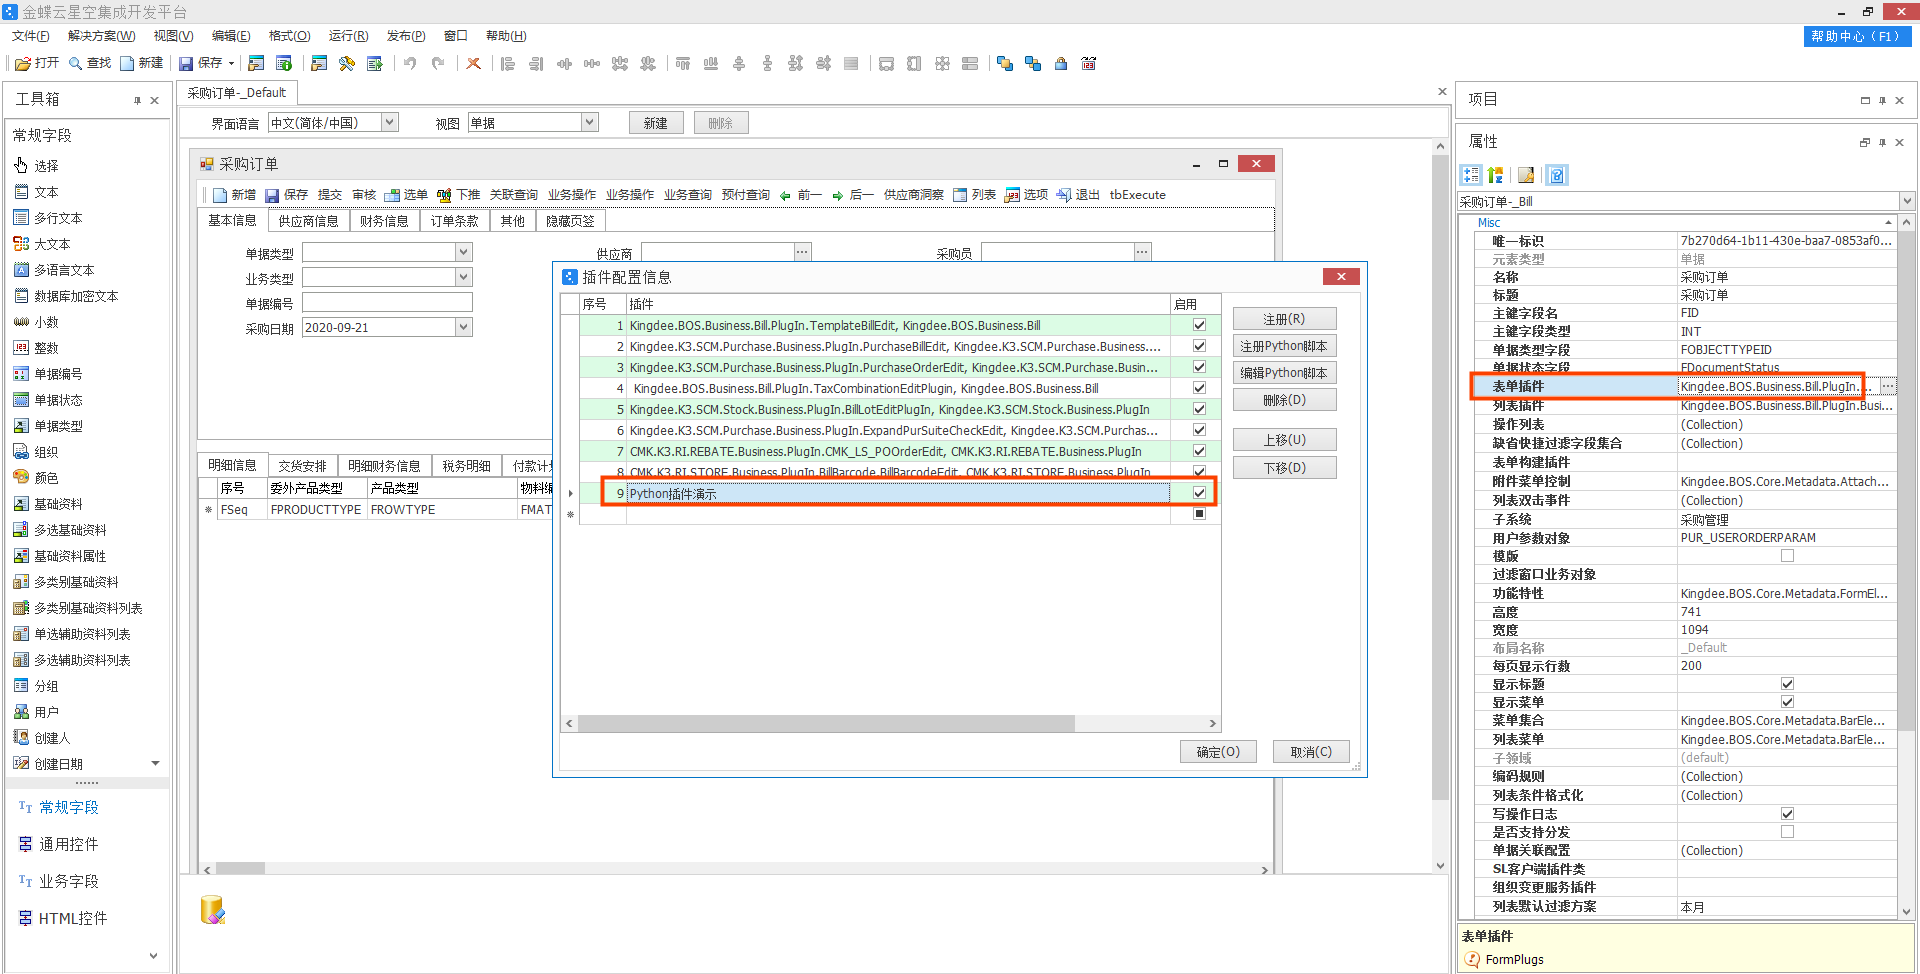 金蝶云星空集成开发平台
文件(F) 解决方案(W) 视图(V) 编辑(E) 格式(O) 运行(R) 发布(P) 窗口 帮助(H)
帮助中心（F1）
打开 查找 新建 保存
工具箱
常规字段
选择
文本
多行文本
大文本
多语言文本
数据库加密文本
小数
整数
单据编号
单据状态
单据类型
组织
颜色
基础资料
多选基础资料
基础资料属性
多类别基础资料
多类别基础资料列表
单选辅助资料列表
多选辅助资料列表
分组
用户
创建人
创建日期
常规字段
通用控件
业务字段
HTML控件
采购订单-_Default
界面语言 中文(简体/中国) 视图 单据 新建 删除
采购订单
新增 保存 提交 审核 选单 下推 关联查询 业务操作 业务操作 业务查询 预付查询 前一 后一 供应商洞察 列表 选项 退出 tbExecute
基本信息 供应商信息 财务信息 订单条款 其他 隐藏页签
单据类型 供应商 采购员
业务类型
单据编号
采购日期 2020-09-21
明细信息 交货安排 明细财务信息 税务明细 付款计
序号 委外产品类型 产品类型 物料编
FSeq FPRODUCTTYPE FROWTYPE FMAT
插件配置信息
序号 插件 启用
1 Kingdee.BOS.Business.Bill.PlugIn.TemplateBillEdit, Kingdee.BOS.Business.Bill
2 Kingdee.K3.SCM.Purchase.Business.PlugIn.PurchaseBillEdit, Kingdee.K3.SCM.Purchase.Business....
3 Kingdee.K3.SCM.Purchase.Business.PlugIn.PurchaseOrderEdit, Kingdee.K3.SCM.Purchase.Busin...
4 Kingdee.BOS.Business.Bill.PlugIn.TaxCombinationEditPlugin, Kingdee.BOS.Business.Bill
5 Kingdee.K3.SCM.Stock.Business.PlugIn.BillLotEditPlugIn, Kingdee.K3.SCM.Stock.Business.PlugIn
6 Kingdee.K3.SCM.Purchase.Business.PlugIn.ExpandPurSuiteCheckEdit, Kingdee.K3.SCM.Purchas...
7 CMK.K3.RI.REBATE.Business.PlugIn.CMK_LS_POOrderEdit, CMK.K3.RI.REBATE.Business.PlugIn
8 CMK.K3.RI.STORE.Business.PlugIn.BillBarcode.BillBarcodeEdit, CMK.K3.RI.STORE.Business.PlugIn
9 Python插件演示
注册(R)
注册Python脚本
编辑Python脚本
删除(D)
上移(U)
下移(D)
确定(O) 取消(C)
项目
属性
采购订单-_Bill
Misc
唯一标识 7b270d64-1b11-430e-baa7-0853af0...
元素类型 单据
名称 采购订单
标题 采购订单
主键字段名 FID
主键字段类型 INT
单据类型字段 FOBJECTTYPEID
单据状态字段 FDocumentStatus
表单插件 Kingdee.BOS.Business.Bill.PlugIn....
列表插件 Kingdee.BOS.Business.Bill.PlugIn.Busi...
操作列表 (Collection)
缺省快捷过滤字段集合 (Collection)
表单构建插件
附件菜单控制 Kingdee.BOS.Core.Metadata.Attach...
列表双击事件 (Collection)
子系统 采购管理
用户参数对象 PUR_USERORDERPARAM
模版
过滤窗口业务对象
功能特性 Kingdee.BOS.Core.Metadata.FormEl...
高度 741
宽度 1094
布局名称 _Default
每页显示行数 200
显示标题
显示菜单
菜单集合 Kingdee.BOS.Core.Metadata.BarEle...
列表菜单 Kingdee.BOS.Core.Metadata.BarEle...
子领域 (default)
编码规则 (Collection)
列表条件格式化 (Collection)
写操作日志
是否支持分发
单据关联配置 (Collection)
SL客户端插件类
组织变更服务插件
列表默认过滤方案 本月
表单插件
FormPlugs